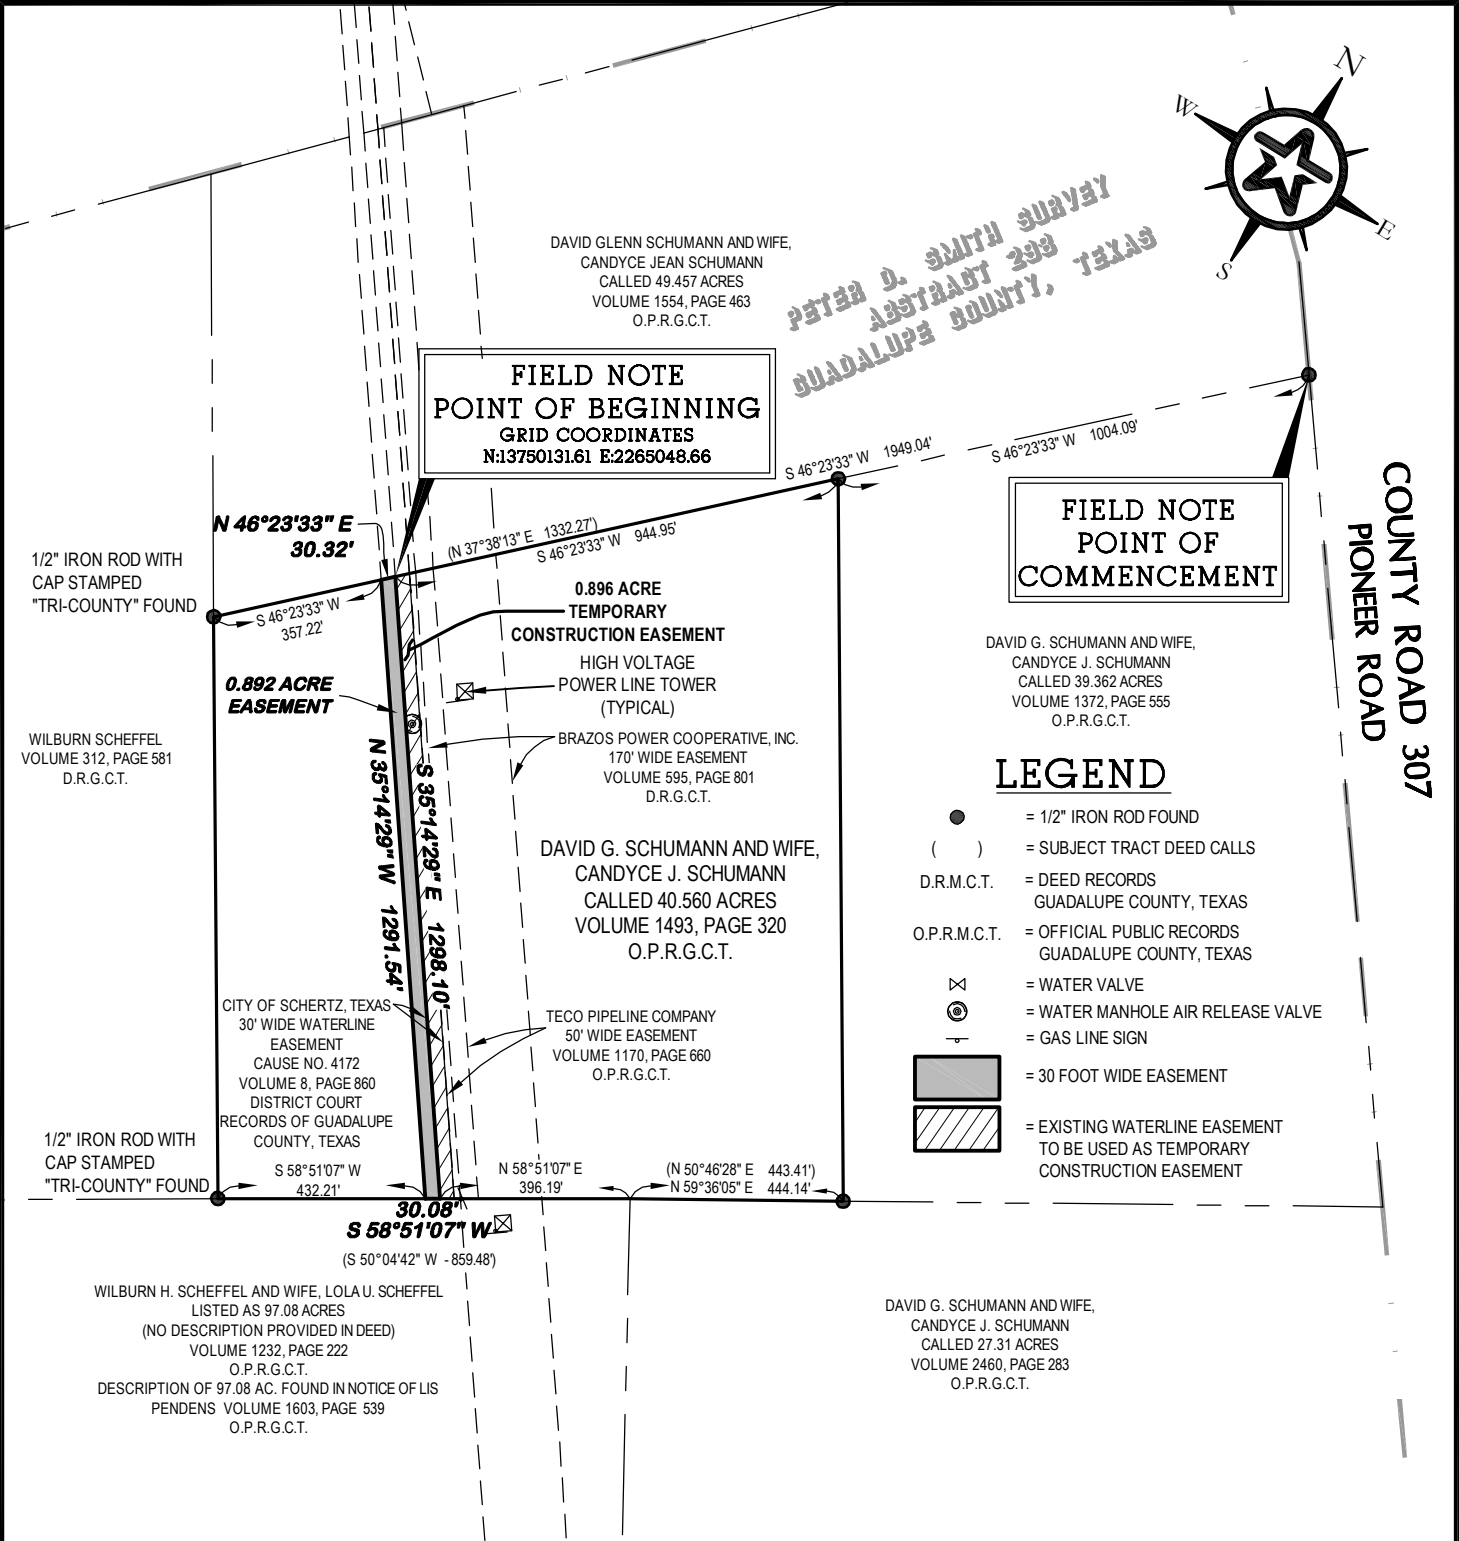 N
W
E
S
DAVID GLENN SCHUMANN AND WIFE,
CANDYCE JEAN SCHUMANN
CALLED 49.457 ACRES
VOLUME 1554, PAGE 463
O.P.R.G.C.T.
PETER D. SMITH SURVEY
ABSTRACT 293
GUADALUPE COUNTY, TEXAS
FIELD NOTE
POINT OF BEGINNING
GRID COORDINATES
N:13750131.61 E:2265048.66
S 46°23'33" W 1949.04'
S 46°23'33" W 1004.09'
FIELD NOTE
POINT OF
COMMENCEMENT
COUNTY ROAD 307
PIONEER ROAD
N 46°23'33" E
30.32'
(N 37°38'13" E 1332.27')
S 46°23'33" W 944.95'
1/2" IRON ROD WITH
CAP STAMPED
"TRI-COUNTY" FOUND
S 46°23'33" W
357.22'
0.896 ACRE
TEMPORARY
CONSTRUCTION EASEMENT
HIGH VOLTAGE
POWER LINE TOWER
(TYPICAL)
0.892 ACRE
EASEMENT
DAVID G. SCHUMANN AND WIFE,
CANDYCE J. SCHUMANN
CALLED 39.362 ACRES
VOLUME 1372, PAGE 555
O.P.R.G.C.T.
WILBURN SCHEFFEL
VOLUME 312, PAGE 581
D.R.G.C.T.
BRAZOS POWER COOPERATIVE, INC.
170' WIDE EASEMENT
VOLUME 595, PAGE 801
D.R.G.C.T.
N 35°14'29" W 1291.54'
S 35°14'29" E 1298.10'
DAVID G. SCHUMANN AND WIFE,
CANDYCE J. SCHUMANN
CALLED 40.560 ACRES
VOLUME 1493, PAGE 320
O.P.R.G.C.T.
LEGEND
= 1/2" IRON ROD FOUND
( ) = SUBJECT TRACT DEED CALLS
D.R.M.C.T. = DEED RECORDS
GUADALUPE COUNTY, TEXAS
O.P.R.M.C.T. = OFFICIAL PUBLIC RECORDS
GUADALUPE COUNTY, TEXAS
= WATER VALVE
= WATER MANHOLE AIR RELEASE VALVE
= GAS LINE SIGN
= 30 FOOT WIDE EASEMENT
= EXISTING WATERLINE EASEMENT
TO BE USED AS TEMPORARY
CONSTRUCTION EASEMENT
CITY OF SCHERTZ, TEXAS
30' WIDE WATERLINE
EASEMENT
CAUSE NO. 4172
VOLUME 8, PAGE 860
DISTRICT COURT
RECORDS OF GUADALUPE
COUNTY, TEXAS
TECO PIPELINE COMPANY
50' WIDE EASEMENT
VOLUME 1170, PAGE 660
O.P.R.G.C.T.
1/2" IRON ROD WITH
CAP STAMPED
"TRI-COUNTY" FOUND
S 58°51'07" W
432.21'
N 58°51'07" E
396.19'
(N 50°46'28" E 443.41')
N 59°36'05" E 444.14'
30.08'
S 58°51'07" W
(S 50°04'42" W - 859.48')
WILBURN H. SCHEFFEL AND WIFE, LOLA U. SCHEFFEL
LISTED AS 97.08 ACRES
(NO DESCRIPTION PROVIDED IN DEED)
VOLUME 1232, PAGE 222
O.P.R.G.C.T.
DESCRIPTION OF 97.08 AC. FOUND IN NOTICE OF LIS
PENDENS VOLUME 1603, PAGE 539
O.P.R.G.C.T.
DAVID G. SCHUMANN AND WIFE,
CANDYCE J. SCHUMANN
CALLED 27.31 ACRES
VOLUME 2460, PAGE 283
O.P.R.G.C.T.